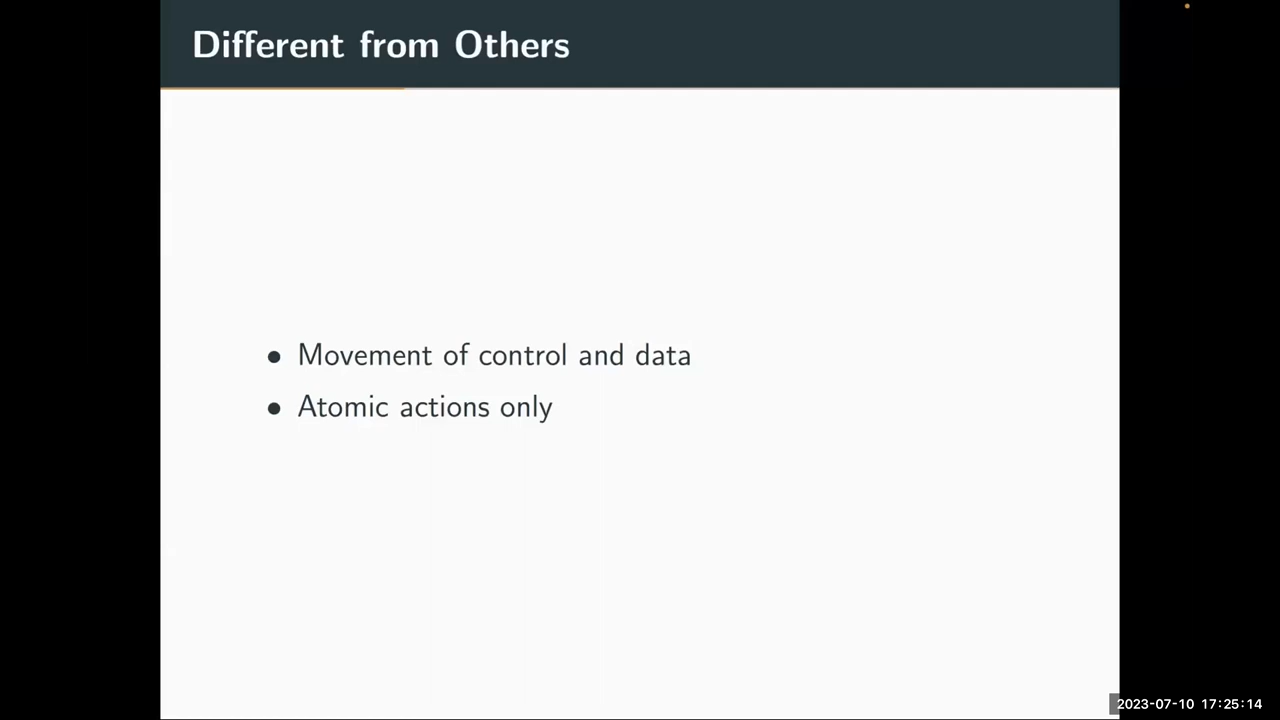 Different from Others
• Movement of control and data
• Atomic actions only
2023-07-10 17:25:14